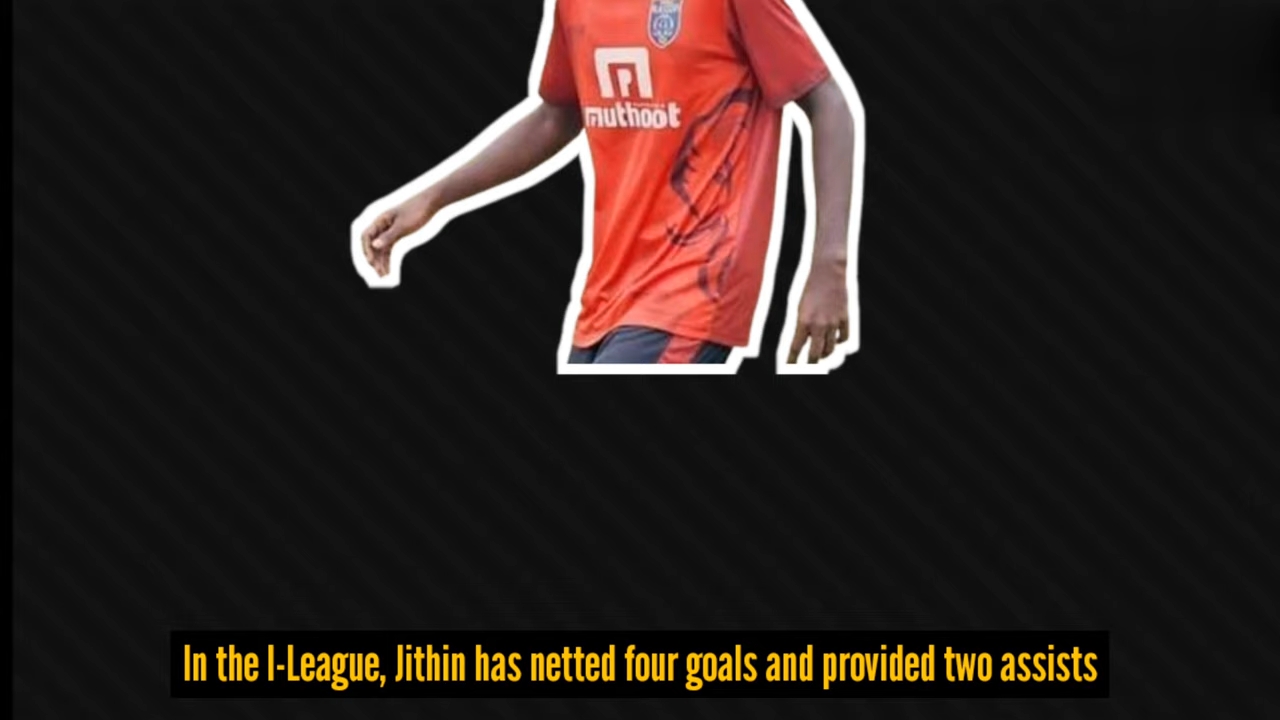 muthoot
In the I-League, Jithin has netted four goals and provided two assists